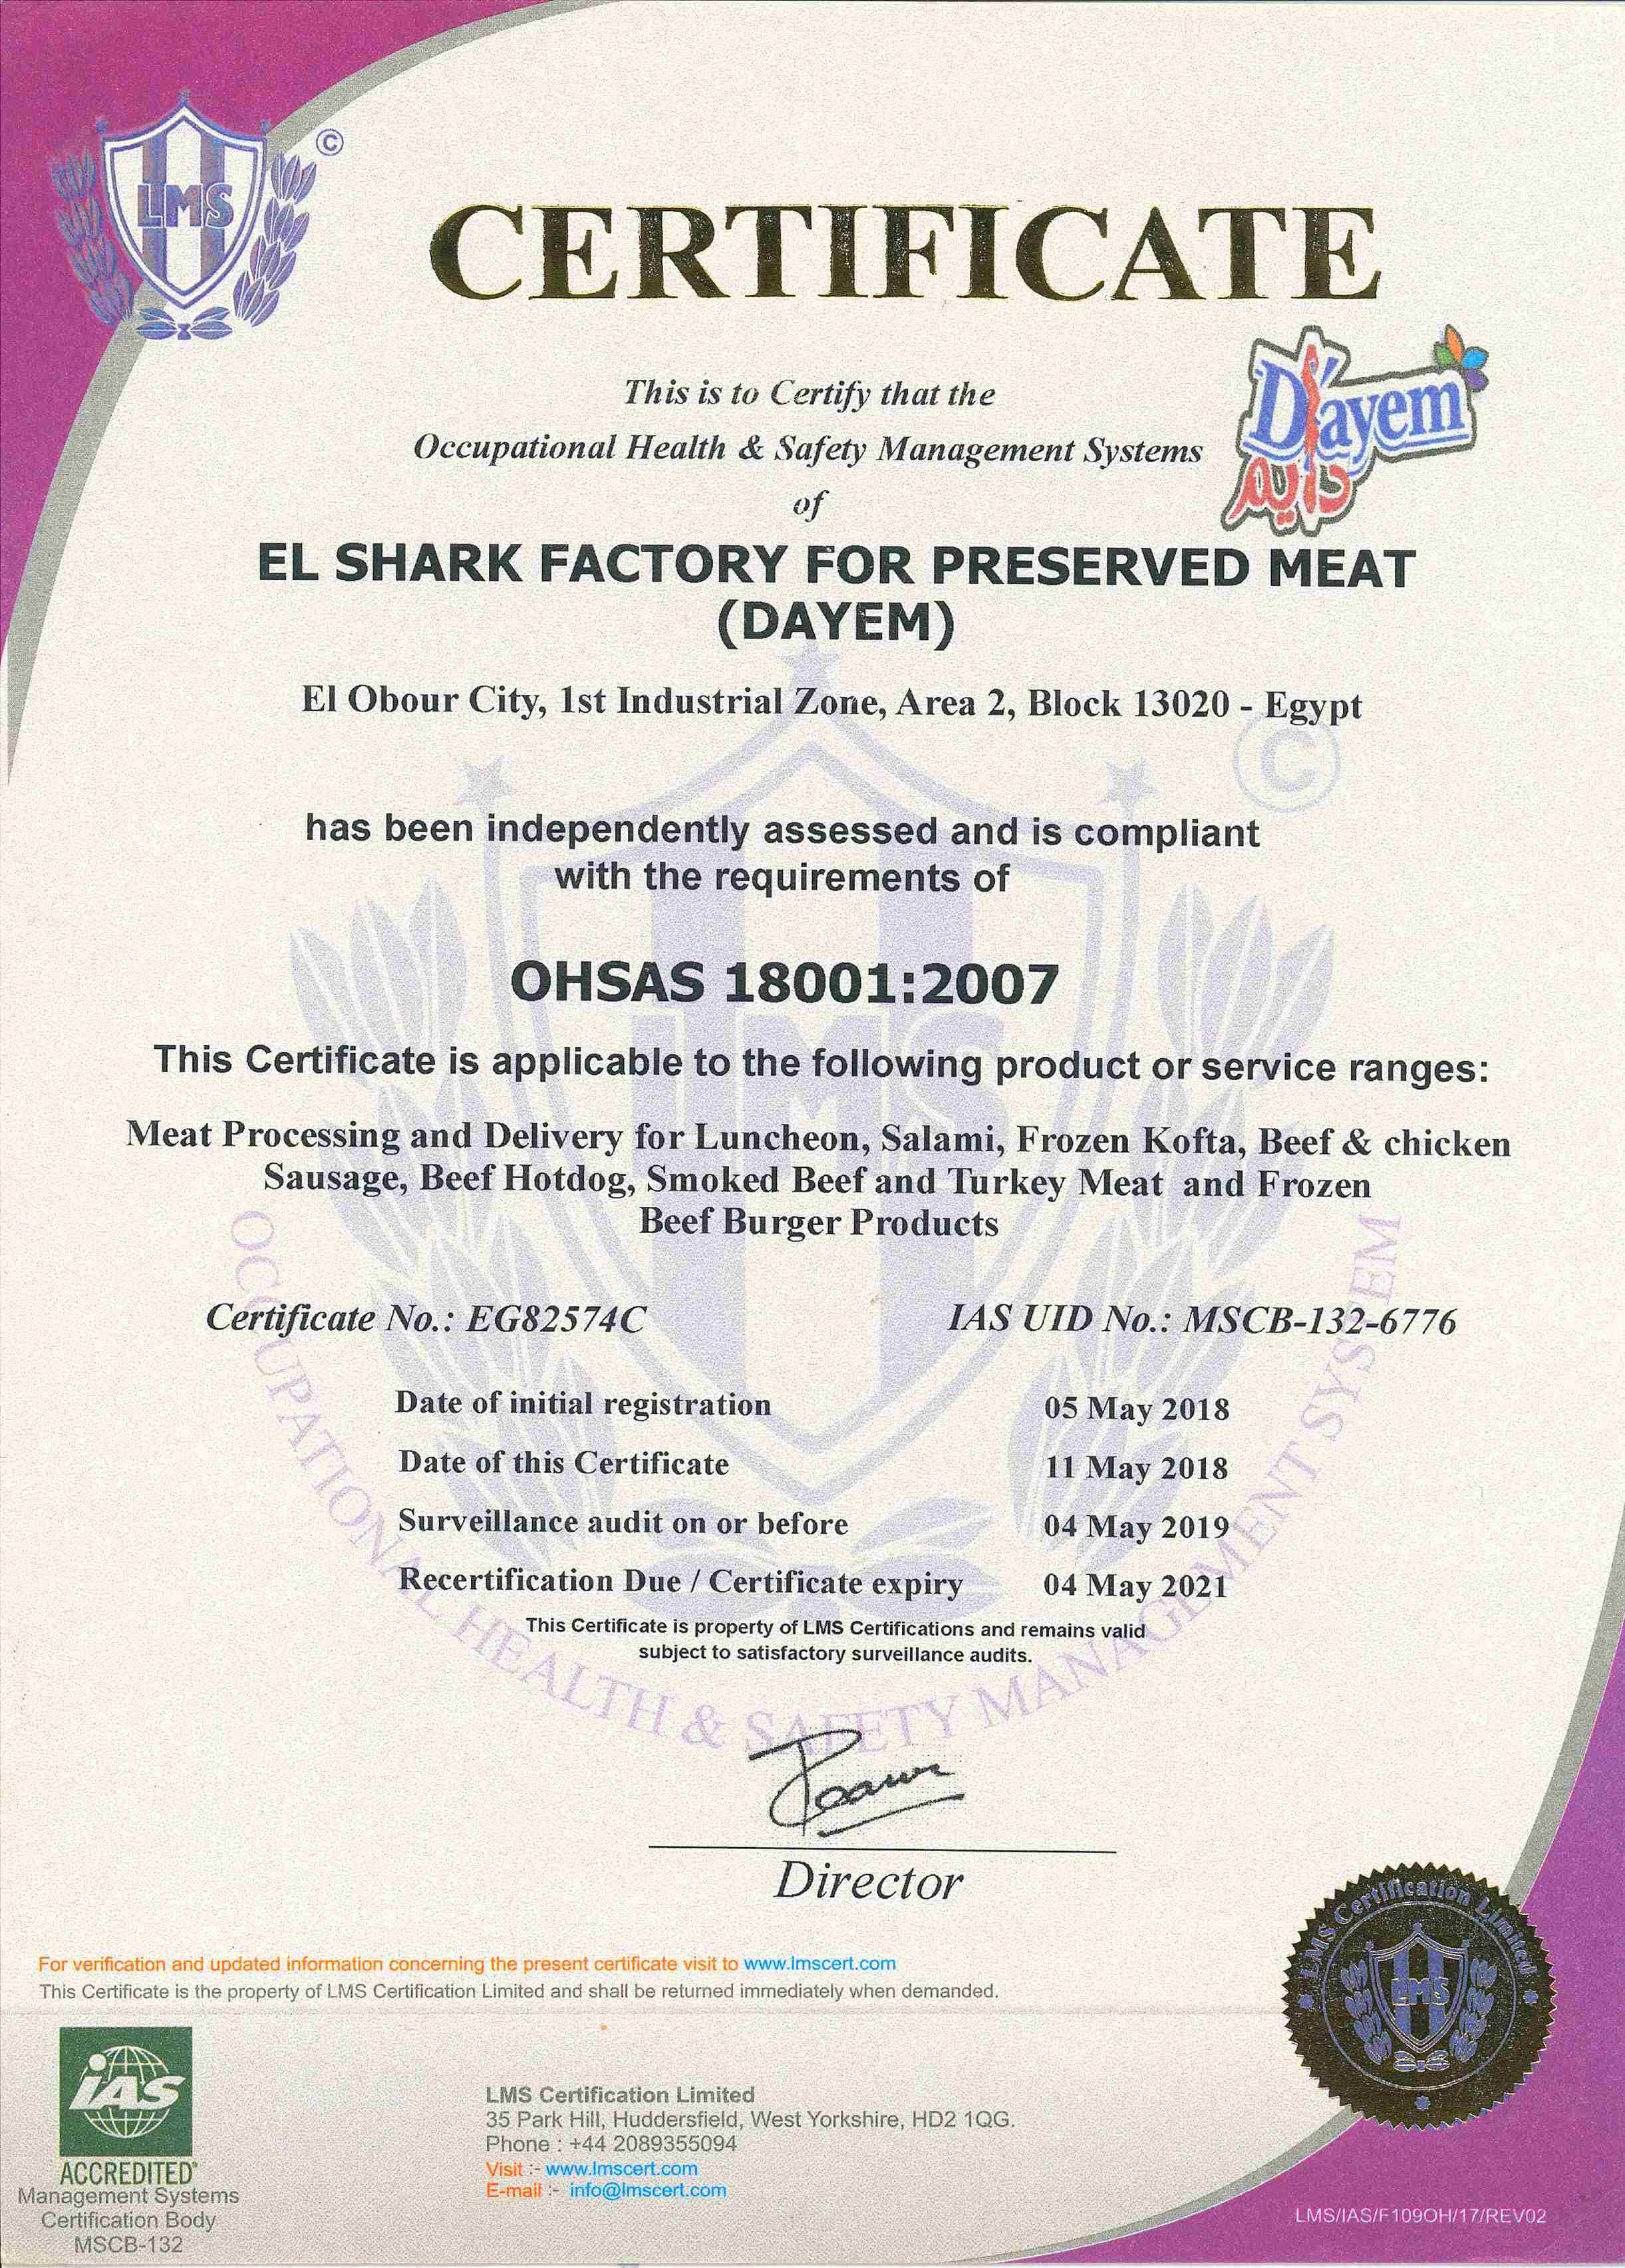 LMS
©
CERTIFICATE
D'ayem
دايم
This is to Certify that the
Occupational Health & Safety Management Systems
of
EL SHARK FACTORY FOR PRESERVED MEAT
(DAYEM)
El Obour City, 1st Industrial Zone, Area 2, Block 13020 - Egypt
©
has been independently assessed and is compliant
with the requirements of
OHSAS 18001:2007
LMS
This Certificate is applicable to the following product or service ranges:
Meat Processing and Delivery for Luncheon, Salami, Frozen Kofta, Beef & chicken
Sausage, Beef Hotdog, Smoked Beef and Turkey Meat and Frozen
Beef Burger Products
Certificate No.: EG82574C IAS UID No.: MSCB-132-6776
Date of initial registration 05 May 2018
Date of this Certificate 11 May 2018
Surveillance audit on or before 04 May 2019
Recertification Due / Certificate expiry 04 May 2021
This Certificate is property of LMS Certifications and remains valid
subject to satisfactory surveillance audits.
OCCUPATIONAL HEALTH & SAFETY MANAGEMENT SYSTEM
Director
For verification and updated information concerning the present certificate visit to www.lmscert.com
This Certificate is the property of LMS Certification Limited and shall be returned immediately when demanded.
LMS Certification Limited
LMS
IAS
ACCREDITED
Management Systems
Certification Body
MSCB-132
LMS Certification Limited
35 Park Hill, Huddersfield, West Yorkshire, HD2 1QG.
Phone : +44 2089355094
Visit :- www.lmscert.com
E-mail :- info@lmscert.com
LMS/IAS/F109OH/17/REV02